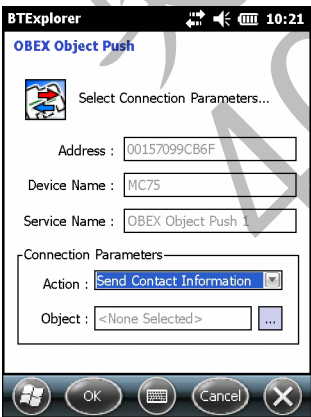 BTExplorer 10:21
OBEX Object Push
Select Connection Parameters...
Address : 00157099CB6F
Device Name : MC75
Service Name : OBEX Object Push 1
Connection Parameters
Action : Send Contact Information
Object : <None Selected> ...
OK Cancel